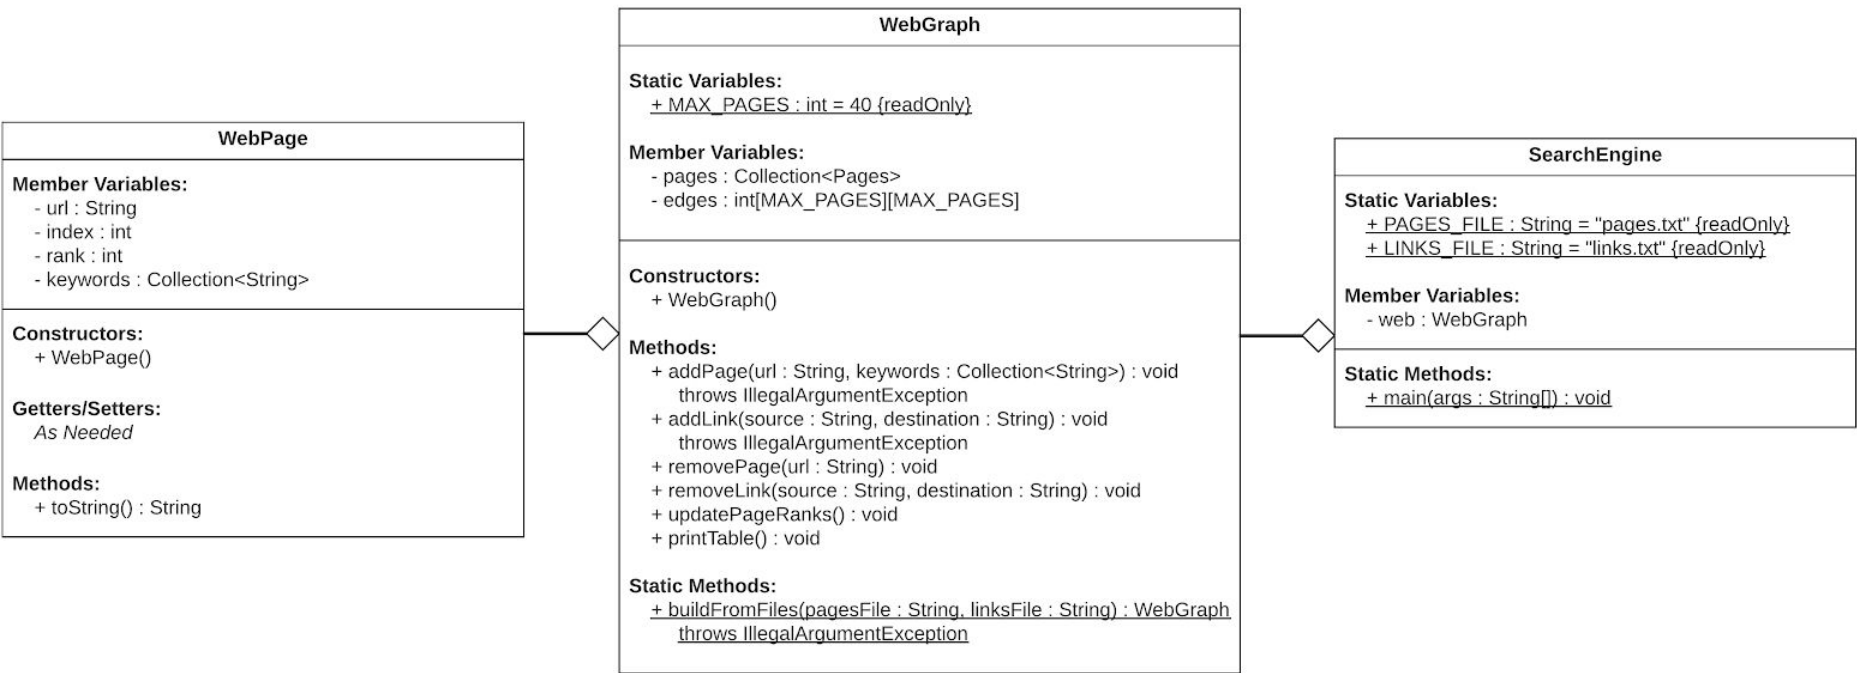 WebPage
Member Variables:
- url : String
- index : int
- rank : int
- keywords : Collection<String>
Constructors:
+ WebPage()
Getters/Setters:
As Needed
Methods:
+ toString() : String
WebGraph
Static Variables:
+ MAX_PAGES : int = 40 {readOnly}
Member Variables:
- pages : Collection<Pages>
- edges : int[MAX_PAGES][MAX_PAGES]
Constructors:
+ WebGraph()
Methods:
+ addPage(url : String, keywords : Collection<String>) : void
throws IllegalArgumentException
+ addLink(source : String, destination : String) : void
throws IllegalArgumentException
+ removePage(url : String) : void
+ removeLink(source : String, destination : String) : void
+ updatePageRanks() : void
+ printTable() : void
Static Methods:
+ buildFromFiles(pagesFile : String, linksFile : String) : WebGraph
throws IllegalArgumentException
SearchEngine
Static Variables:
+ PAGES_FILE : String = "pages.txt" {readOnly}
+ LINKS_FILE : String = "links.txt" {readOnly}
Member Variables:
- web : WebGraph
Static Methods:
+ main(args : String[]) : void